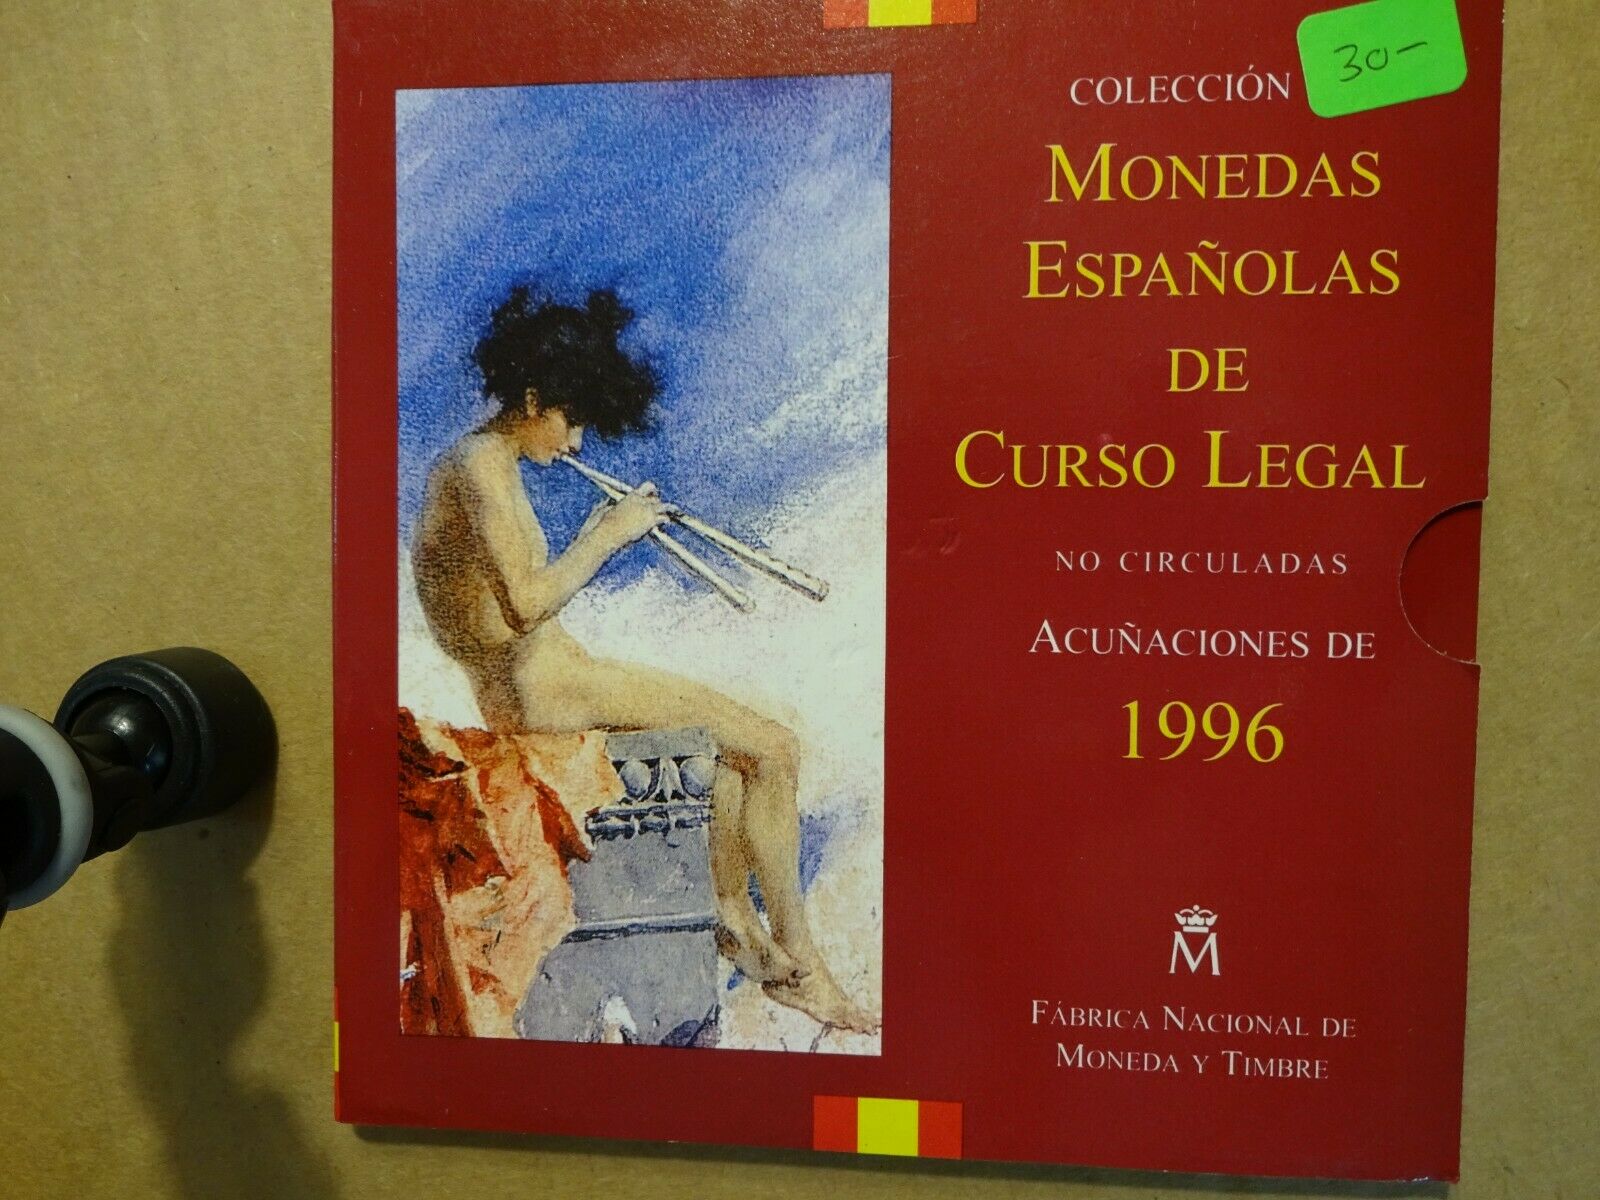 30-
COLECCIÓN
MONEDAS
ESPAÑOLAS
DE
CURSO LEGAL
NO CIRCULADAS
ACUÑACIONES DE
1996
M
FÁBRICA NACIONAL DE
MONEDA Y TIMBRE